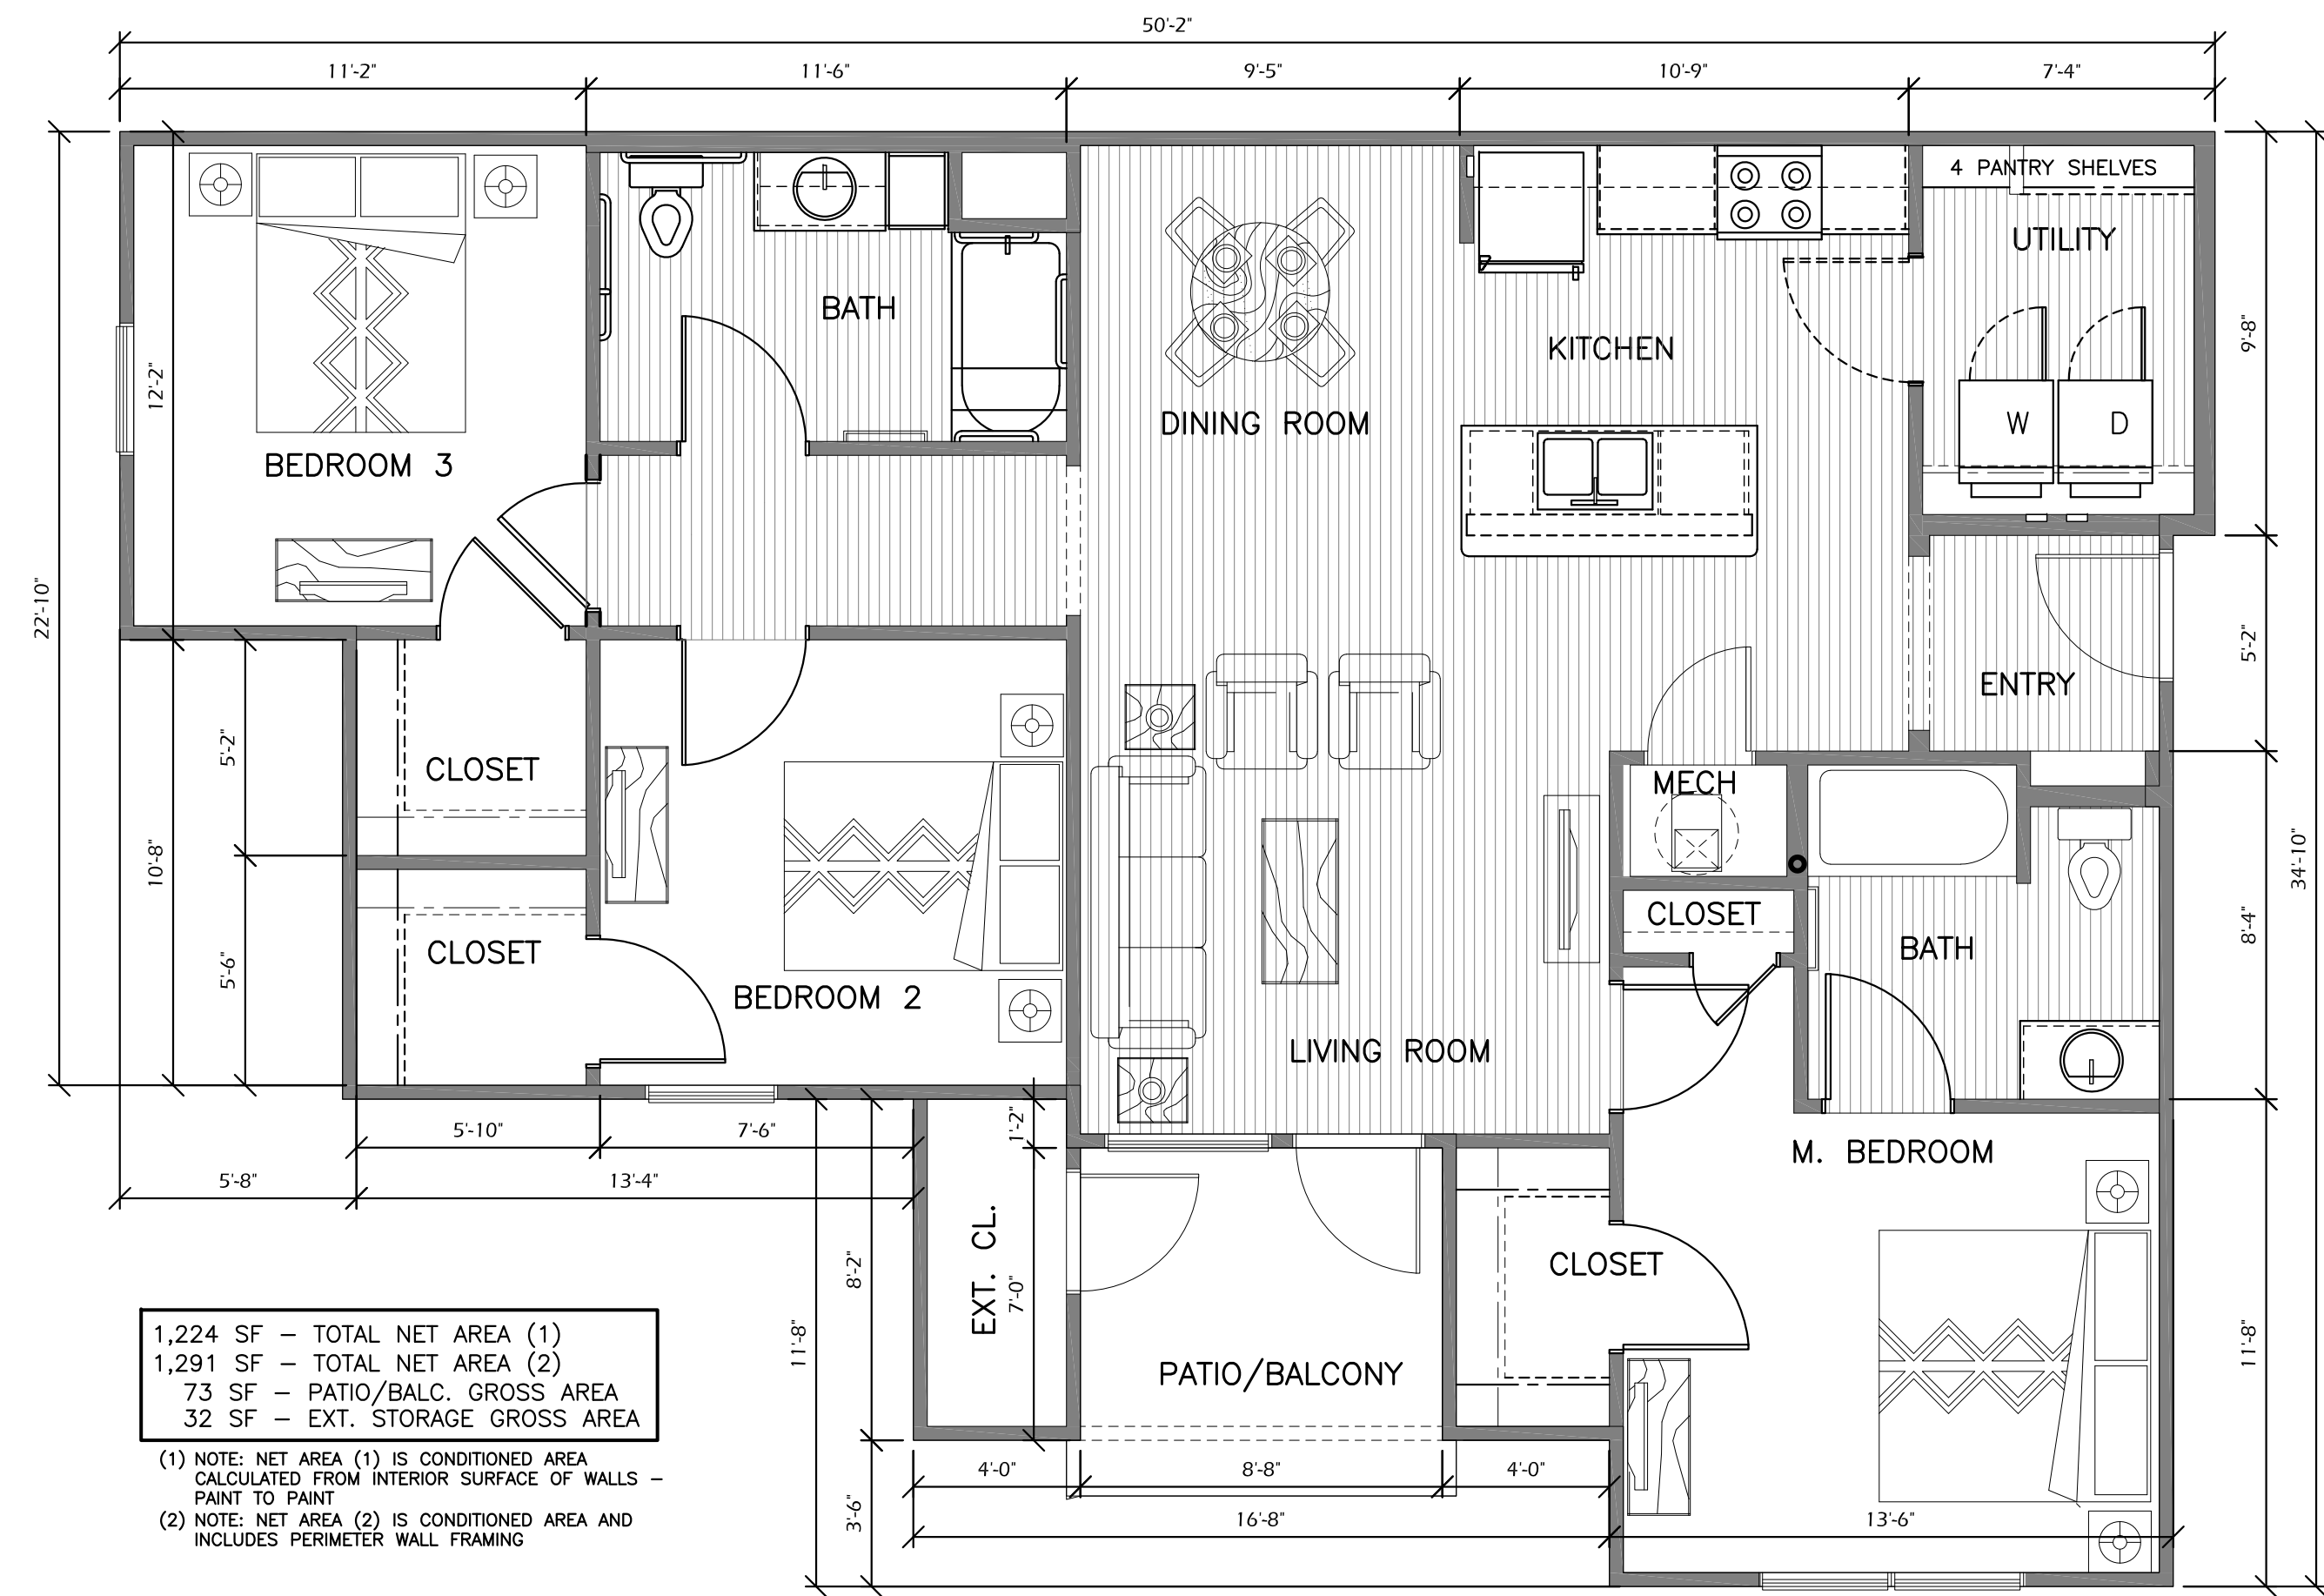 50'-2"
11'-2"
11'-6"
9'-5"
10'-9"
7'-4"
4 PANTRY SHELVES
UTILITY
BATH
KITCHEN
9'-8"
12'-2"
DINING ROOM
W
D
BEDROOM 3
22'-10"
5'-2"
ENTRY
5'-2"
CLOSET
MECH
10'-8"
34'-10"
CLOSET
8'-4"
BATH
CLOSET
5'-6"
BEDROOM 2
LIVING ROOM
1'-2"
5'-10"
7'-6"
M. BEDROOM
5'-8"
13'-4"
EXT. CL.
7'-0"
8'-2"
CLOSET
11'-8"
11'-8"
PATIO/BALCONY
1,224 SF – TOTAL NET AREA (1)
1,291 SF – TOTAL NET AREA (2)
73 SF – PATIO/BALC. GROSS AREA
32 SF – EXT. STORAGE GROSS AREA
(1) NOTE: NET AREA (1) IS CONDITIONED AREA
CALCULATED FROM INTERIOR SURFACE OF WALLS –
PAINT TO PAINT
(2) NOTE: NET AREA (2) IS CONDITIONED AREA AND
INCLUDES PERIMETER WALL FRAMING
4'-0"
8'-8"
4'-0"
3'-6"
16'-8"
13'-6"